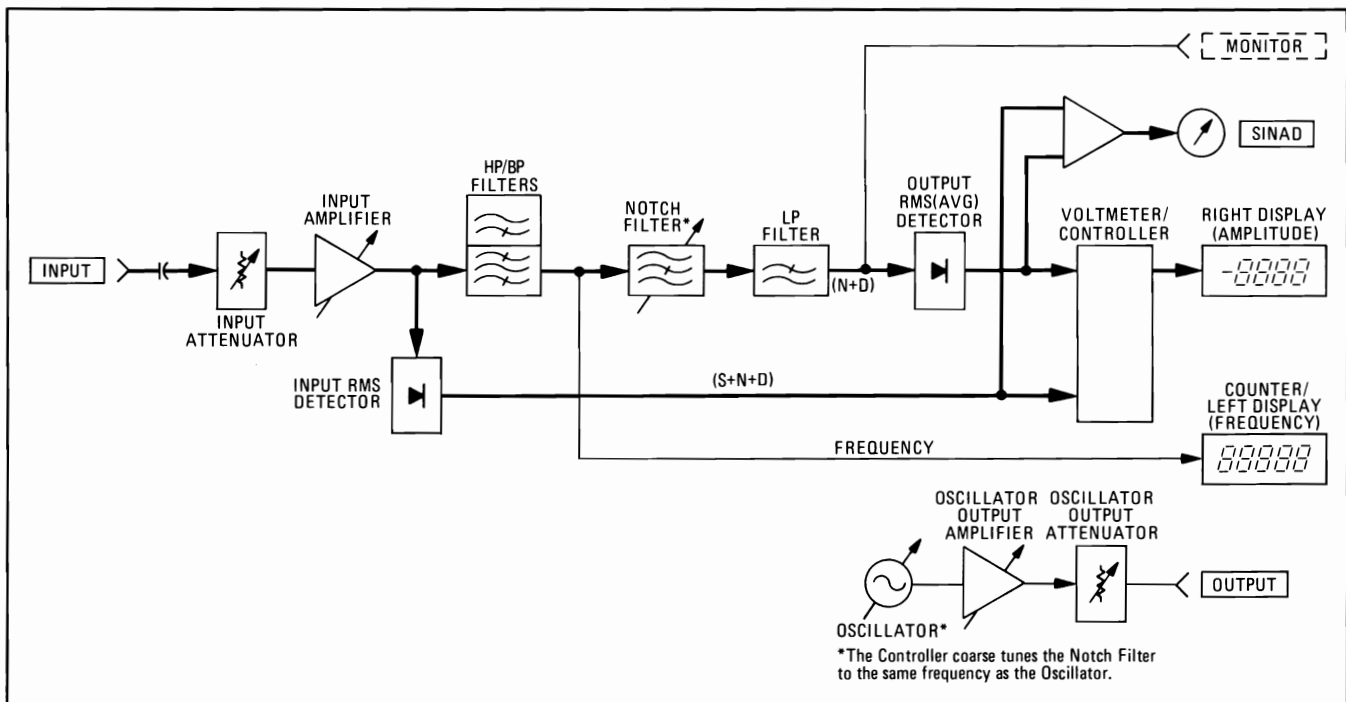 MONITOR
SINAD
HP/BP
FILTERS
OUTPUT
RMS(AVG)
DETECTOR
INPUT
AMPLIFIER
NOTCH
FILTER*
LP
FILTER
VOLTMETER/
CONTROLLER
RIGHT DISPLAY
(AMPLITUDE)
INPUT
(N+D)
-0000
INPUT
ATTENUATOR
INPUT RMS
DETECTOR
(S+N+D)
COUNTER/
LEFT DISPLAY
(FREQUENCY)
FREQUENCY
88888
OSCILLATOR
OUTPUT
AMPLIFIER
OSCILLATOR
OUTPUT
ATTENUATOR
OUTPUT
OSCILLATOR*
*The Controller coarse tunes the Notch Filter
to the same frequency as the Oscillator.